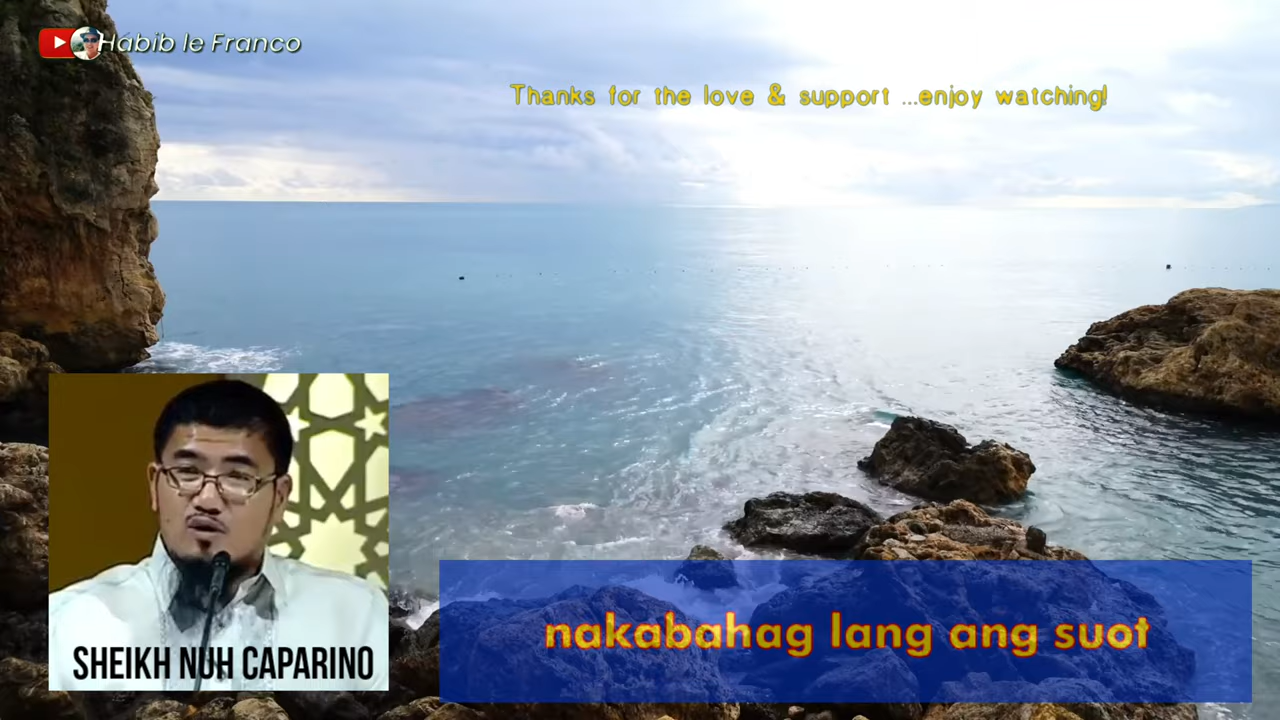 Habib le Franco
Thanks for the love & support ...enjoy watching!
SHEIKH NUH CAPARINO
nakabahag lang ang suot